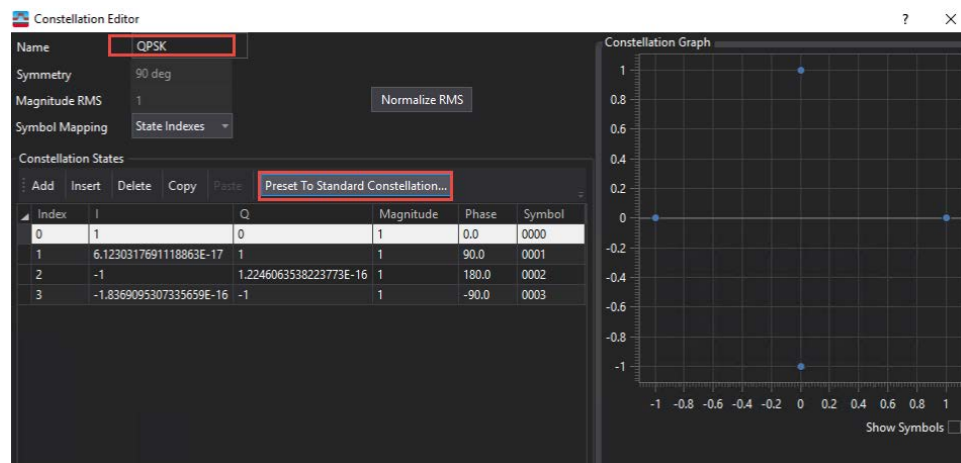 Constellation Editor ? ×
Name QPSK
Symmetry 90 deg
Magnitude RMS 1 Normalize RMS
Symbol Mapping State Indexes
Constellation States
Add Insert Delete Copy Paste Preset To Standard Constellation...
Index I Q Magnitude Phase Symbol
0 1 0 1 0.0 0000
1 6.1230317691118863E-17 1 1 90.0 0001
2 -1 1.2246063538223773E-16 1 180.0 0002
3 -1.8369095307335659E-16 -1 1 -90.0 0003
Constellation Graph
1
0.8
0.6
0.4
0.2
0
-0.2
-0.4
-0.6
-0.8
-1
-1 -0.8 -0.6 -0.4 -0.2 0 0.2 0.4 0.6 0.8 1
Show Symbols